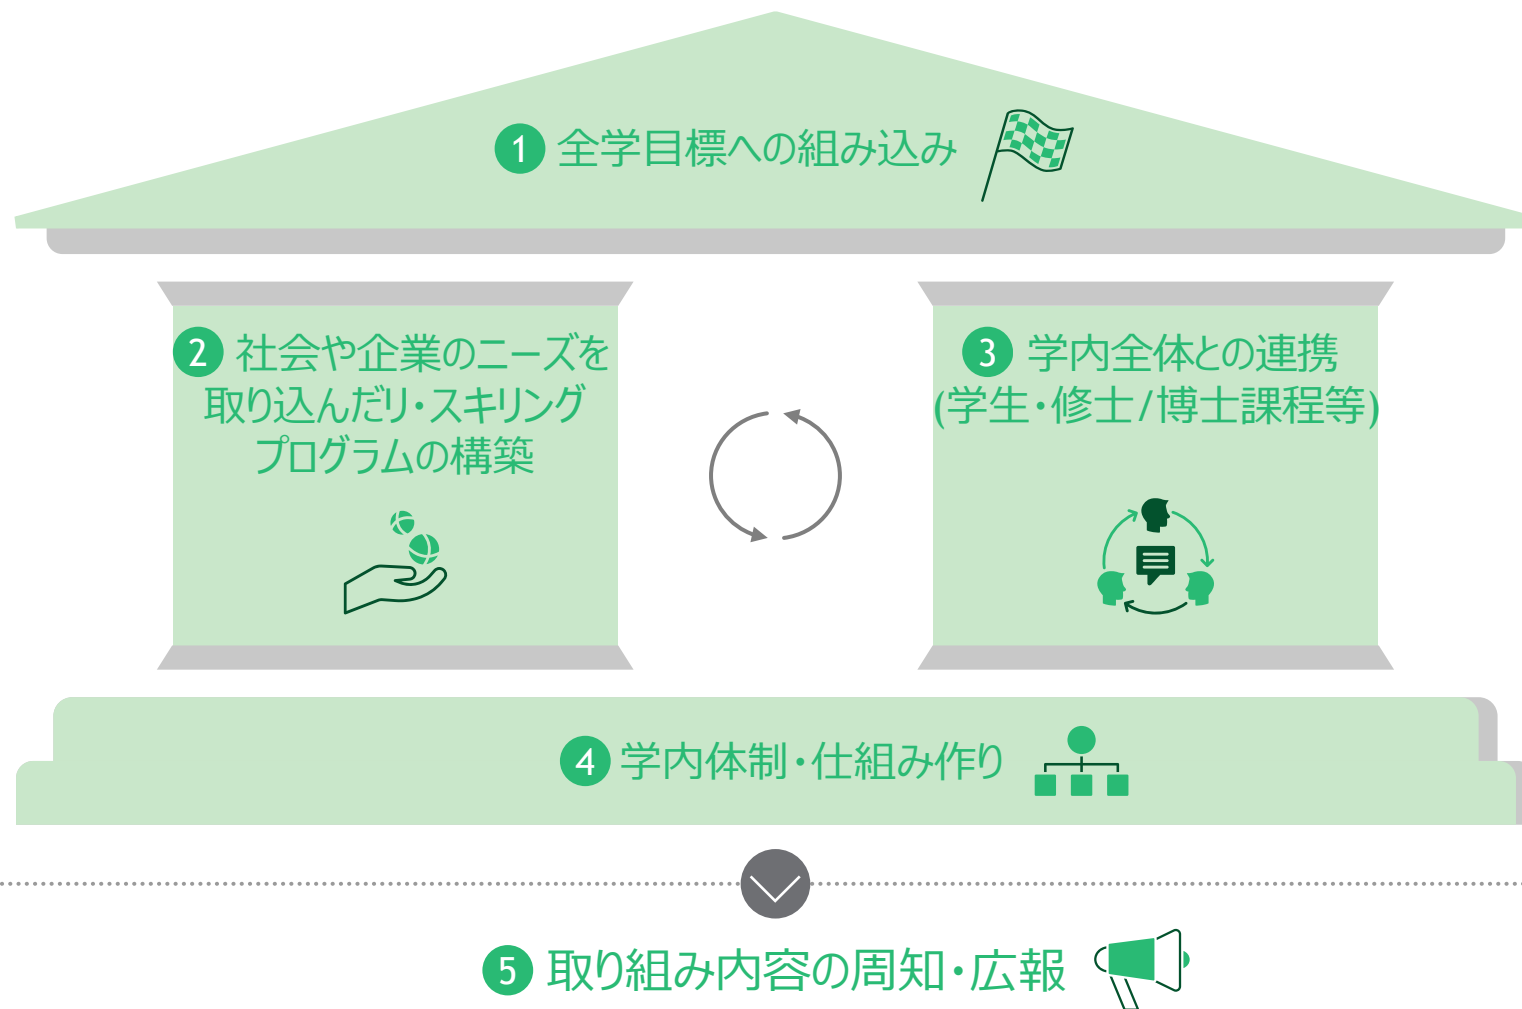 1 全学目標への組み込み
2 社会や企業のニーズを
取り込んだリ・スキリング
プログラムの構築
3 学内全体との連携
(学生・修士/博士課程等)
4 学内体制・仕組み作り
5 取り組み内容の周知・広報